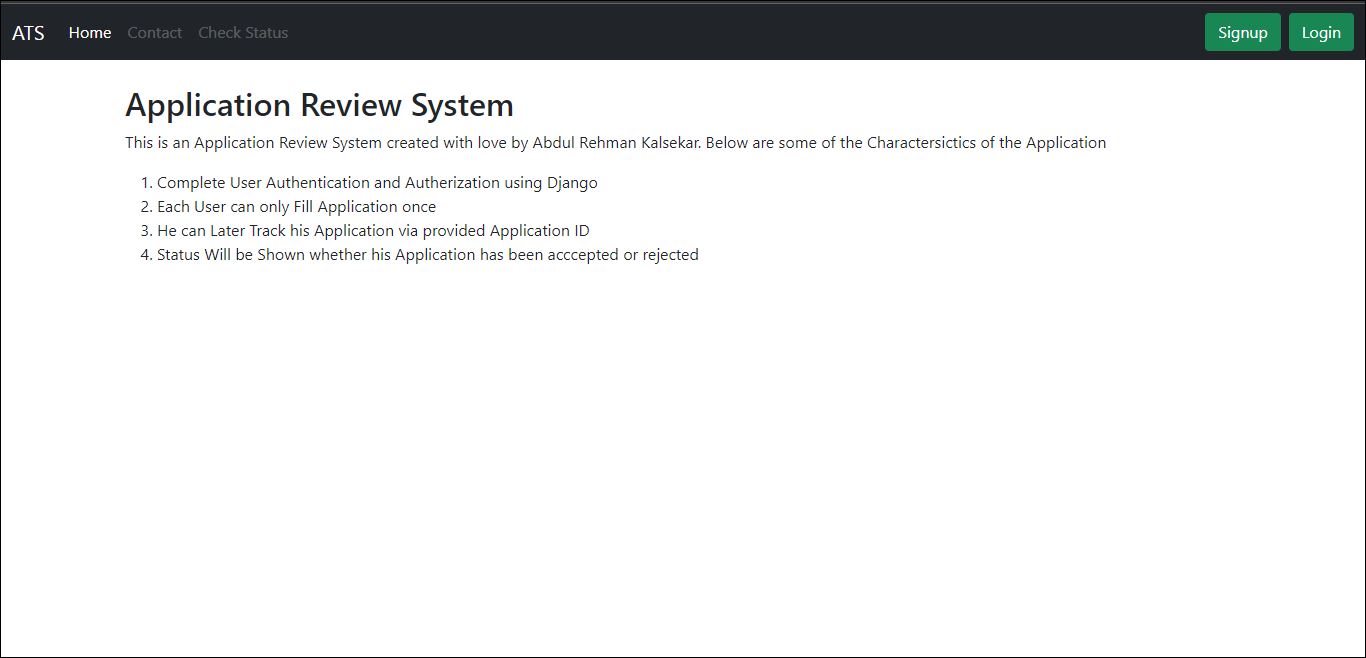 ATS Home Contact Check Status Signup Login
Application Review System
This is an Application Review System created with love by Abdul Rehman Kalsekar. Below are some of the Charactersictics of the Application
1. Complete User Authentication and Autherization using Django
2. Each User can only Fill Application once
3. He can Later Track his Application via provided Application ID
4. Status Will be Shown whether his Application has been acccepted or rejected